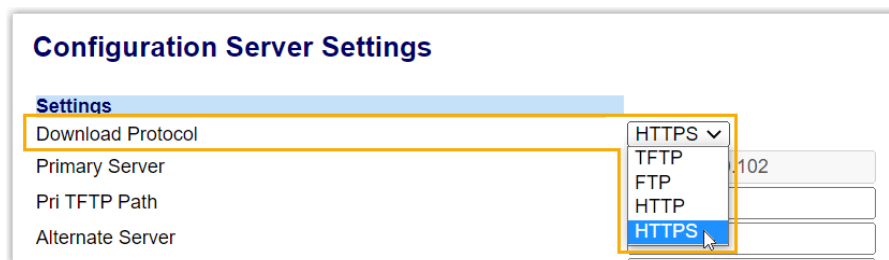 Configuration Server Settings
Settings
Download Protocol HTTPS
TFTP
Primary Server .102
FTP
Pri TFTP Path HTTP
Alternate Server HTTPS